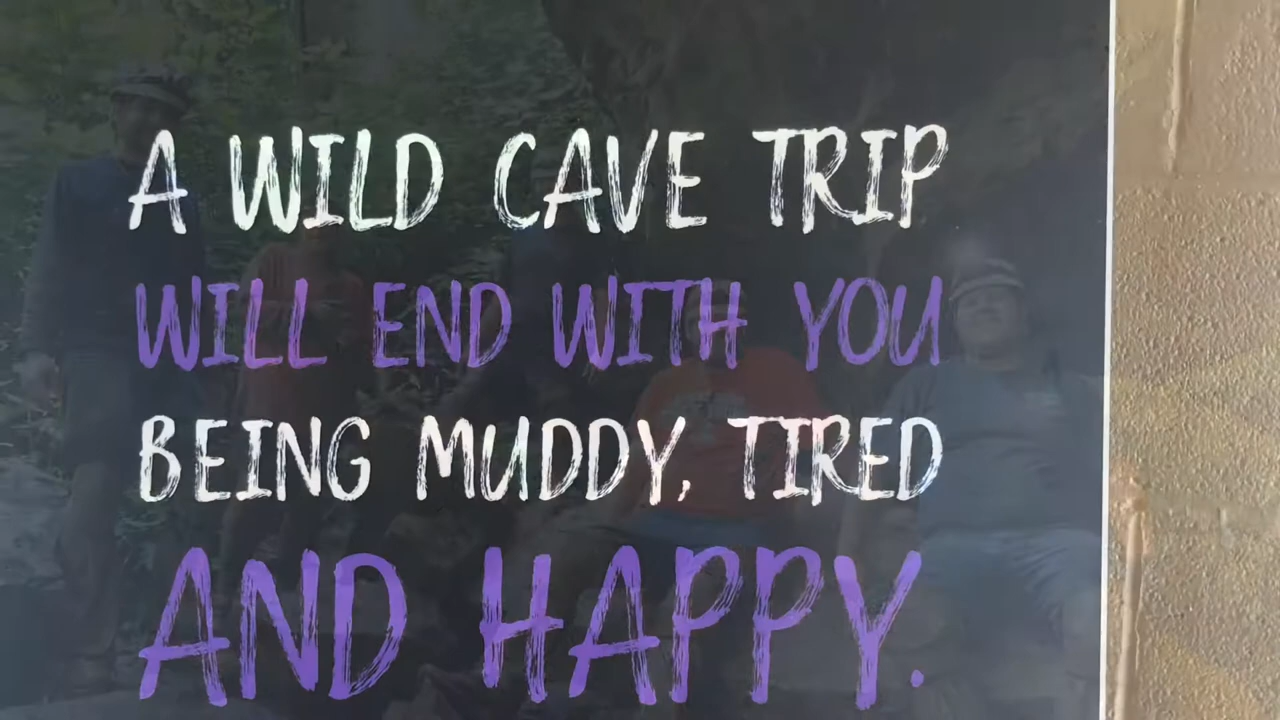 A WILD CAVE TRIP
WILL END WITH YOU
BEING MUDDY, TIRED
AND HAPPY.